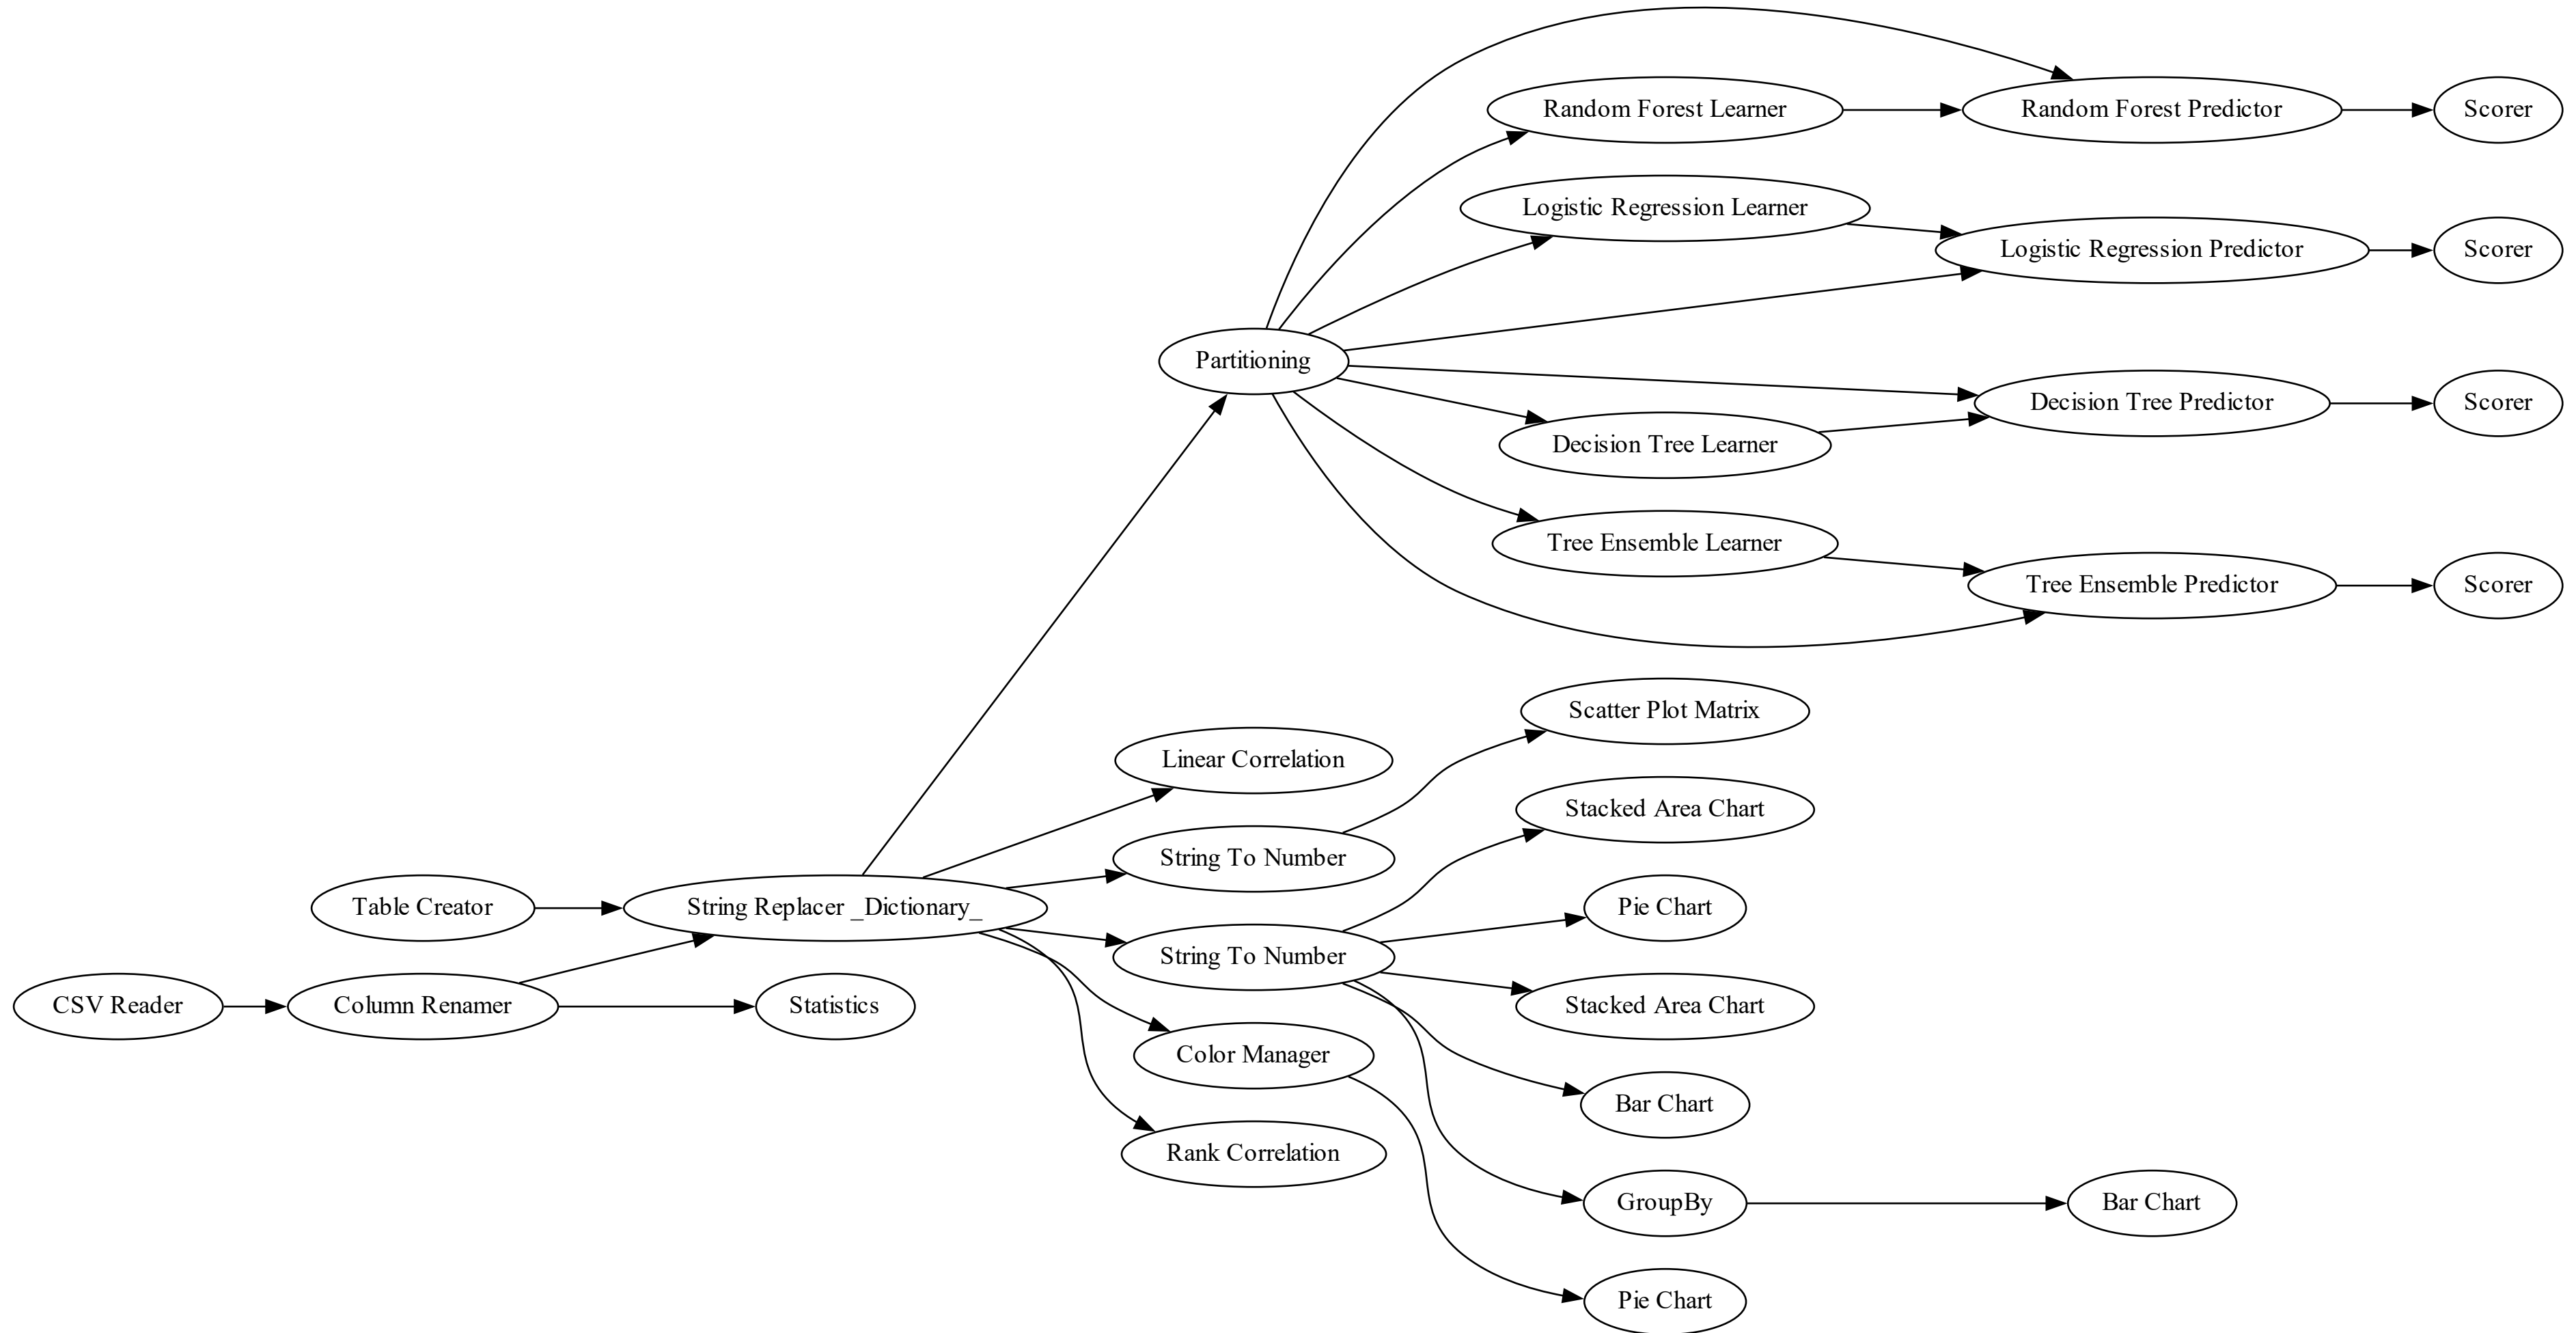 Random Forest Learner
Random Forest Predictor
Scorer
Logistic Regression Learner
Logistic Regression Predictor
Scorer
Partitioning
Decision Tree Predictor
Scorer
Decision Tree Learner
Tree Ensemble Learner
Tree Ensemble Predictor
Scorer
Scatter Plot Matrix
Linear Correlation
Stacked Area Chart
String To Number
Table Creator
String Replacer _Dictionary_
Pie Chart
String To Number
CSV Reader
Column Renamer
Statistics
Stacked Area Chart
Color Manager
Bar Chart
Rank Correlation
GroupBy
Bar Chart
Pie Chart